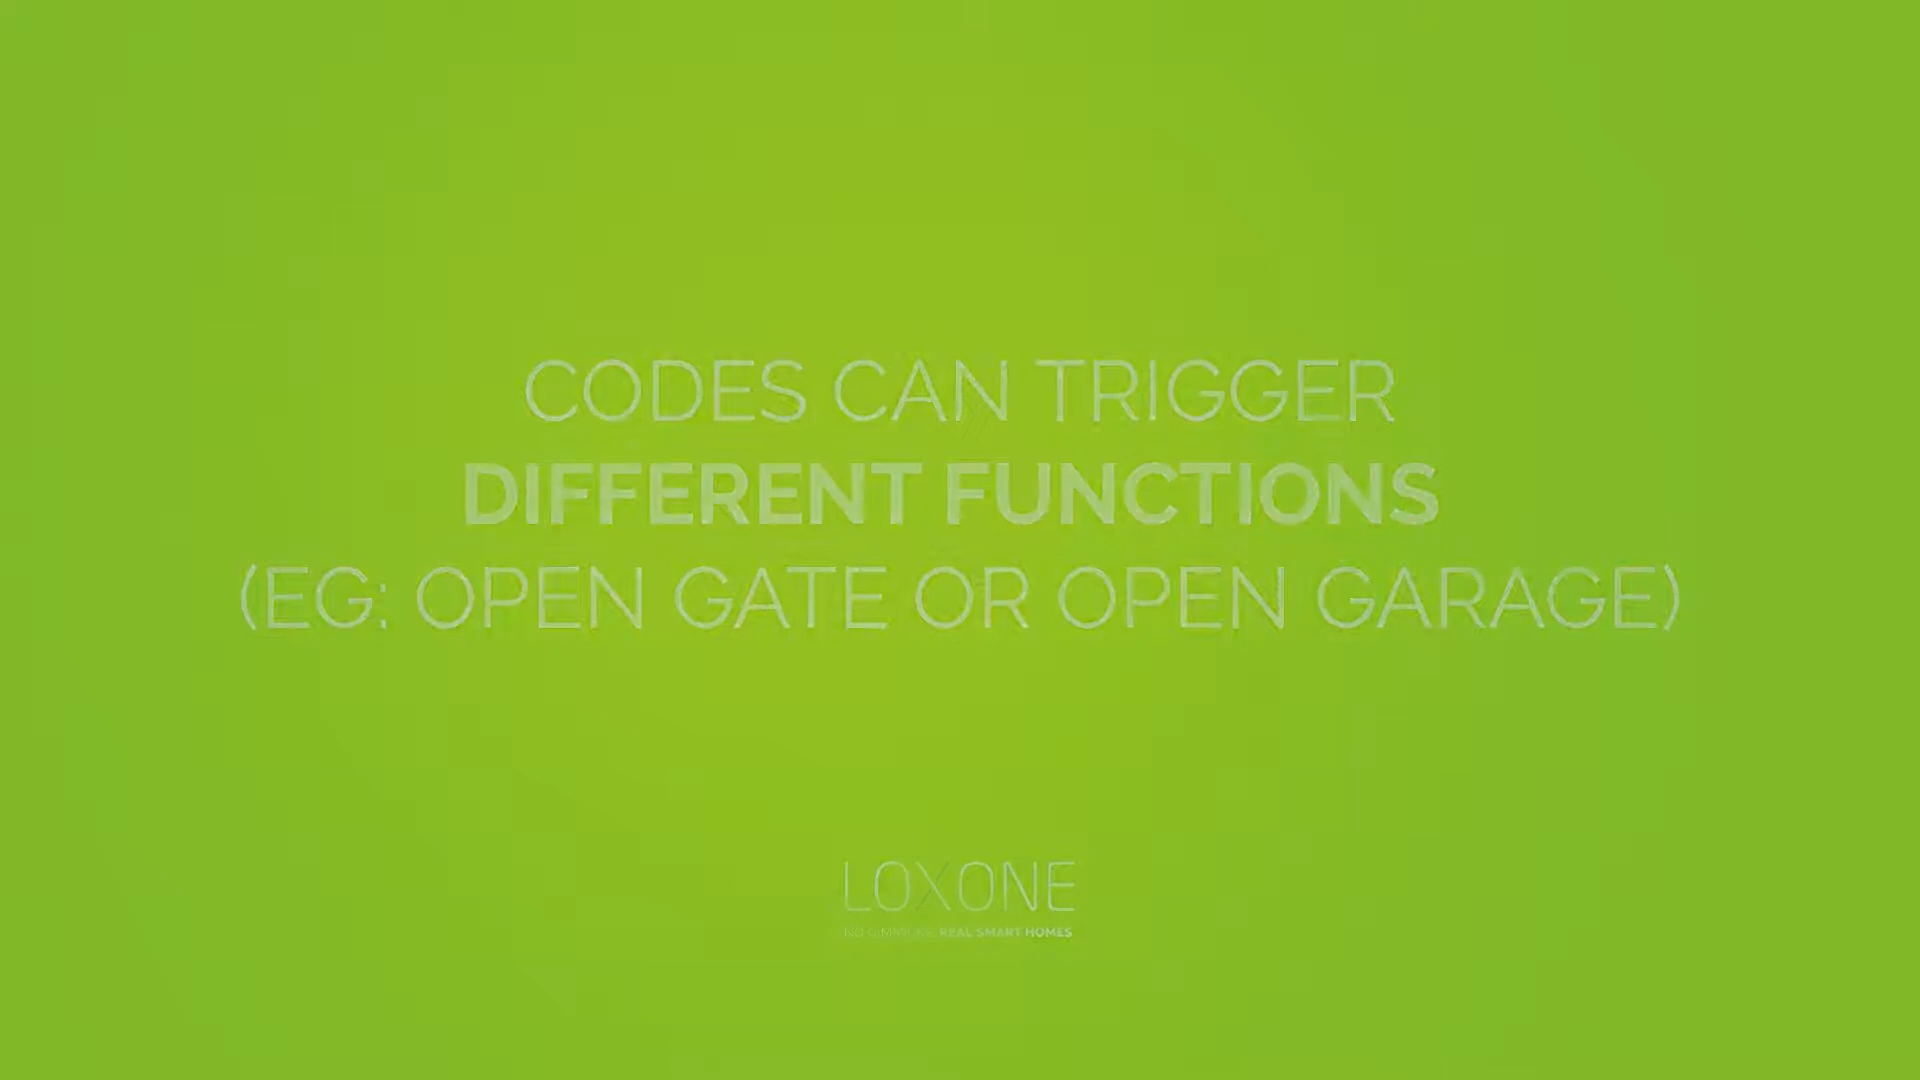 CODES CAN TRIGGER
DIFFERENT FUNCTIONS
(EG: OPEN GATE OR OPEN GARAGE)
LOXONE
REAL SMART HOMES